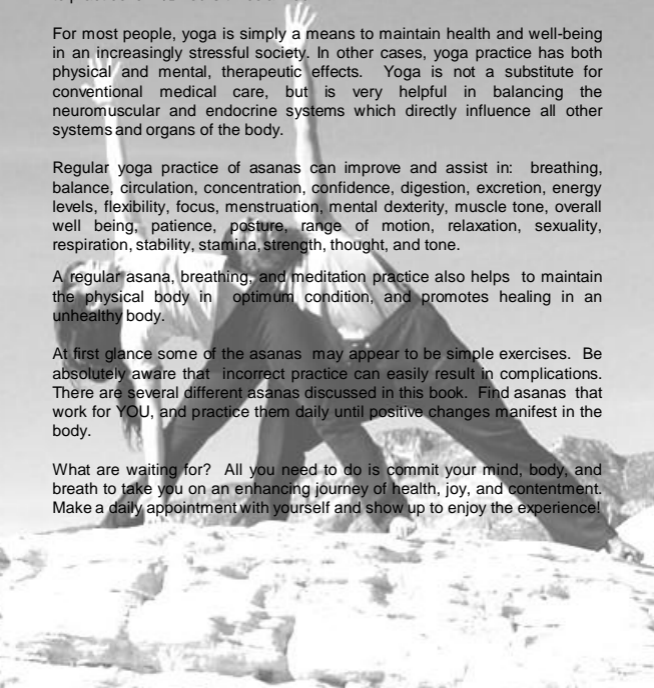 For most people, yoga is simply a means to maintain health and well-being
in an increasingly stressful society. In other cases, yoga practice has both
physical and mental, therapeutic effects. Yoga is not a substitute for
conventional medical care, but is very helpful in balancing the
neuromuscular and endocrine systems which directly influence all other
systems and organs of the body.
Regular yoga practice of asanas can improve and assist in: breathing,
balance, circulation, concentration, confidence, digestion, excretion, energy
levels, flexibility, focus, menstruation, mental dexterity, muscle tone, overall
well being, patience, posture, range of motion, relaxation, sexuality,
respiration, stability, stamina, strength, thought, and tone.
A regular asana, breathing, and meditation practice also helps to maintain
the physical body in optimum condition, and promotes healing in an
unhealthy body.
At first glance some of the asanas may appear to be simple exercises. Be
absolutely aware that incorrect practice can easily result in complications.
There are several different asanas discussed in this book. Find asanas that
work for YOU, and practice them daily until positive changes manifest in the
body.
What are waiting for? All you need to do is commit your mind, body, and
breath to take you on an enhancing journey of health, joy, and contentment.
Make a daily appointment with yourself and show up to enjoy the experience!